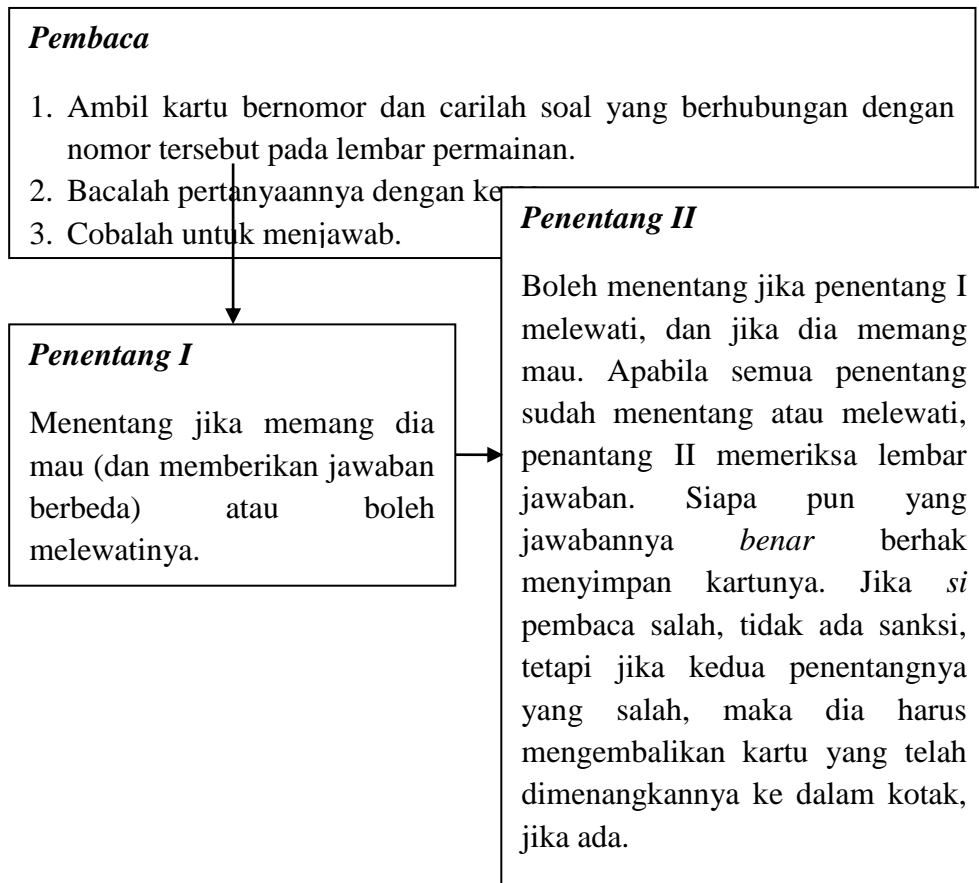 Pembaca
1. Ambil kartu bernomor dan carilah soal yang berhubungan dengan
nomor tersebut pada lembar permainan.
2. Bacalah pertanyaannya dengan
3. Cobalah untuk menjawab.
Penentang I
Menentang jika memang dia
mau (dan memberikan jawaban
berbeda) atau boleh
melewatinya.
Penentang II
Boleh menentang jika penentang I
melewati, dan jika dia memang
mau. Apabila semua penentang
sudah menentang atau melewati,
penantang II memeriksa lembar
jawaban. Siapa pun yang
jawabannya benar berhak
menyimpan kartunya. Jika si
pembaca salah, tidak ada sanksi,
tetapi jika kedua penentangnya
yang salah, maka dia harus
mengembalikan kartu yang telah
dimenangkannya ke dalam kotak,
jika ada.